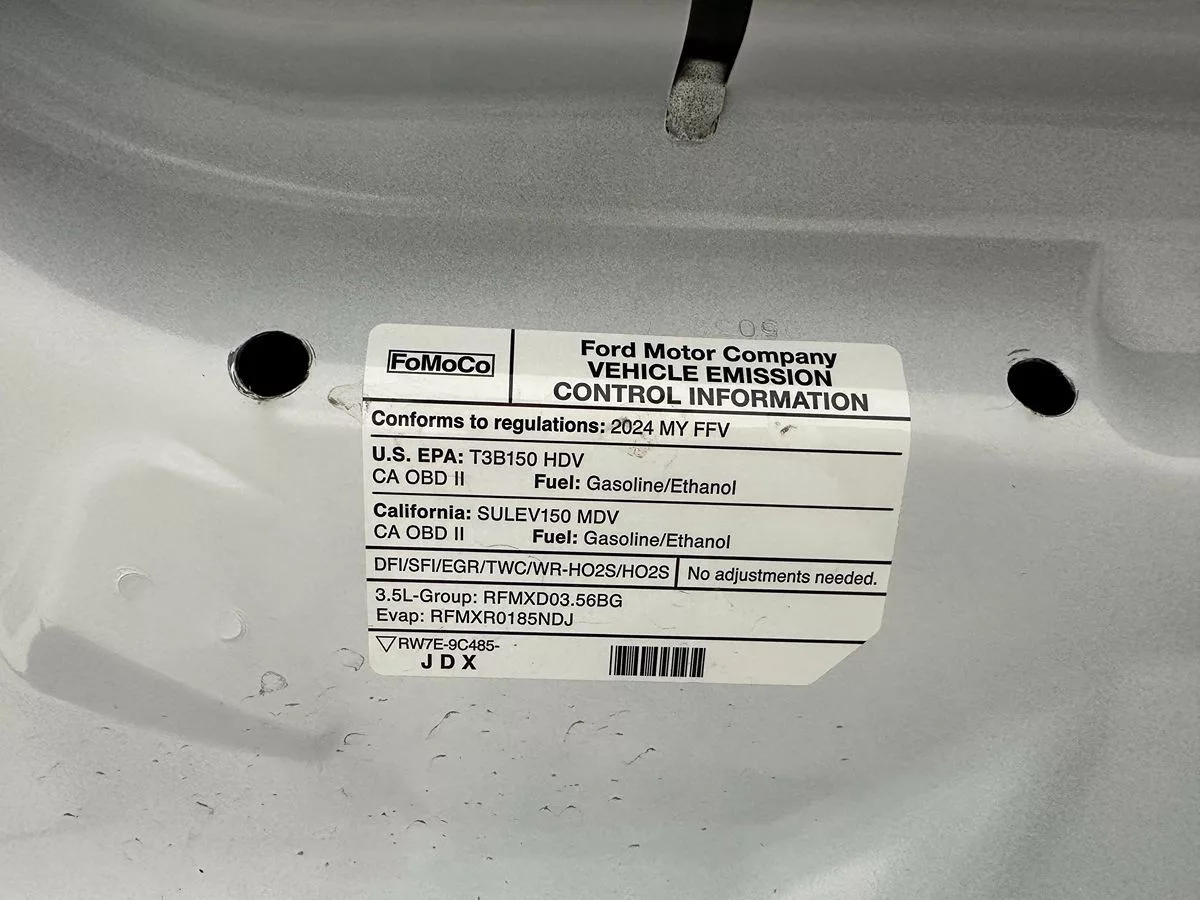 FoMoCo
Ford Motor Company
VEHICLE EMISSION
CONTROL INFORMATION
Conforms to regulations: 2024 MY FFV
U.S. EPA: T3B150 HDV
CA OBD II Fuel: Gasoline/Ethanol
California: SULEV150 MDV
CA OBD II Fuel: Gasoline/Ethanol
DFI/SFI/EGR/TWC/WR-HO2S/HO2S No adjustments needed.
3.5L-Group: RFMXD03.56BG
Evap: RFMXR0185NDJ
RW7E-9C485-
JDX